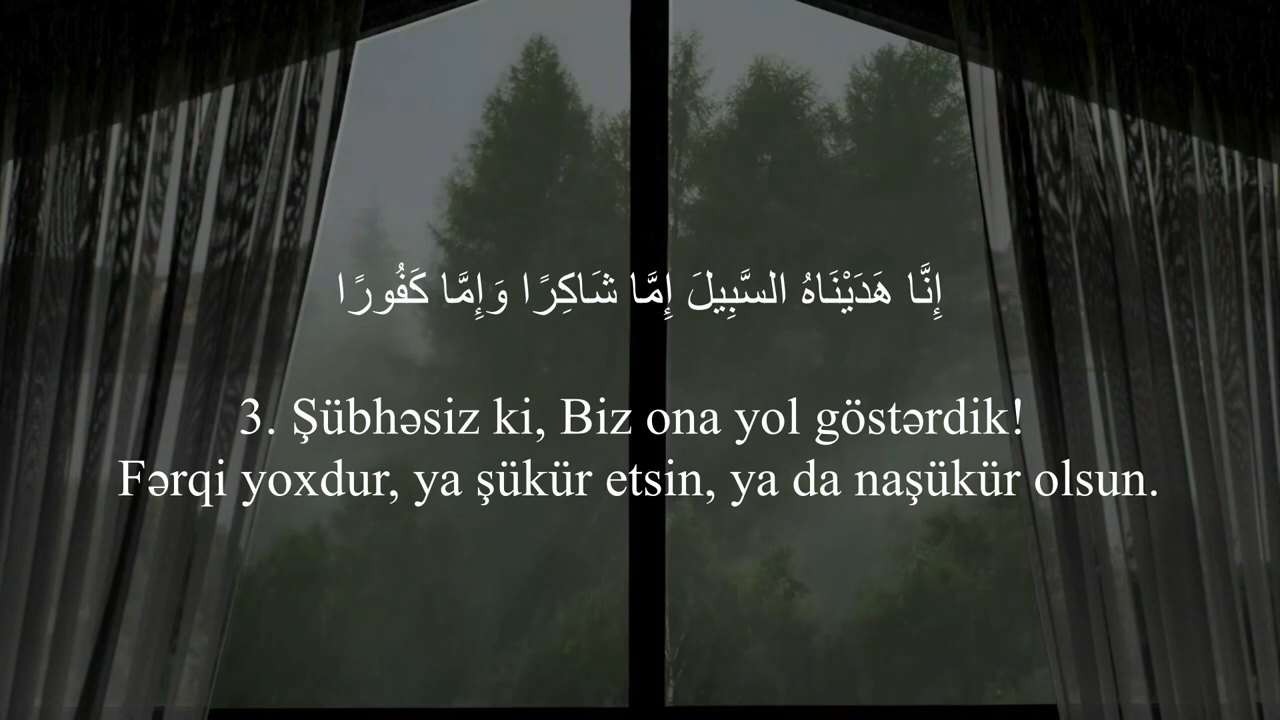 إِنَّا هَدَيْنَاهُ السَّبِيلَ إِمَّا شَاكِرًا وَإِمَّا كَفُورًا
3. Şübhəsiz ki, Biz ona yol göstərdik!
Fərqi yoxdur, ya şükür etsin, ya da naşükür olsun.